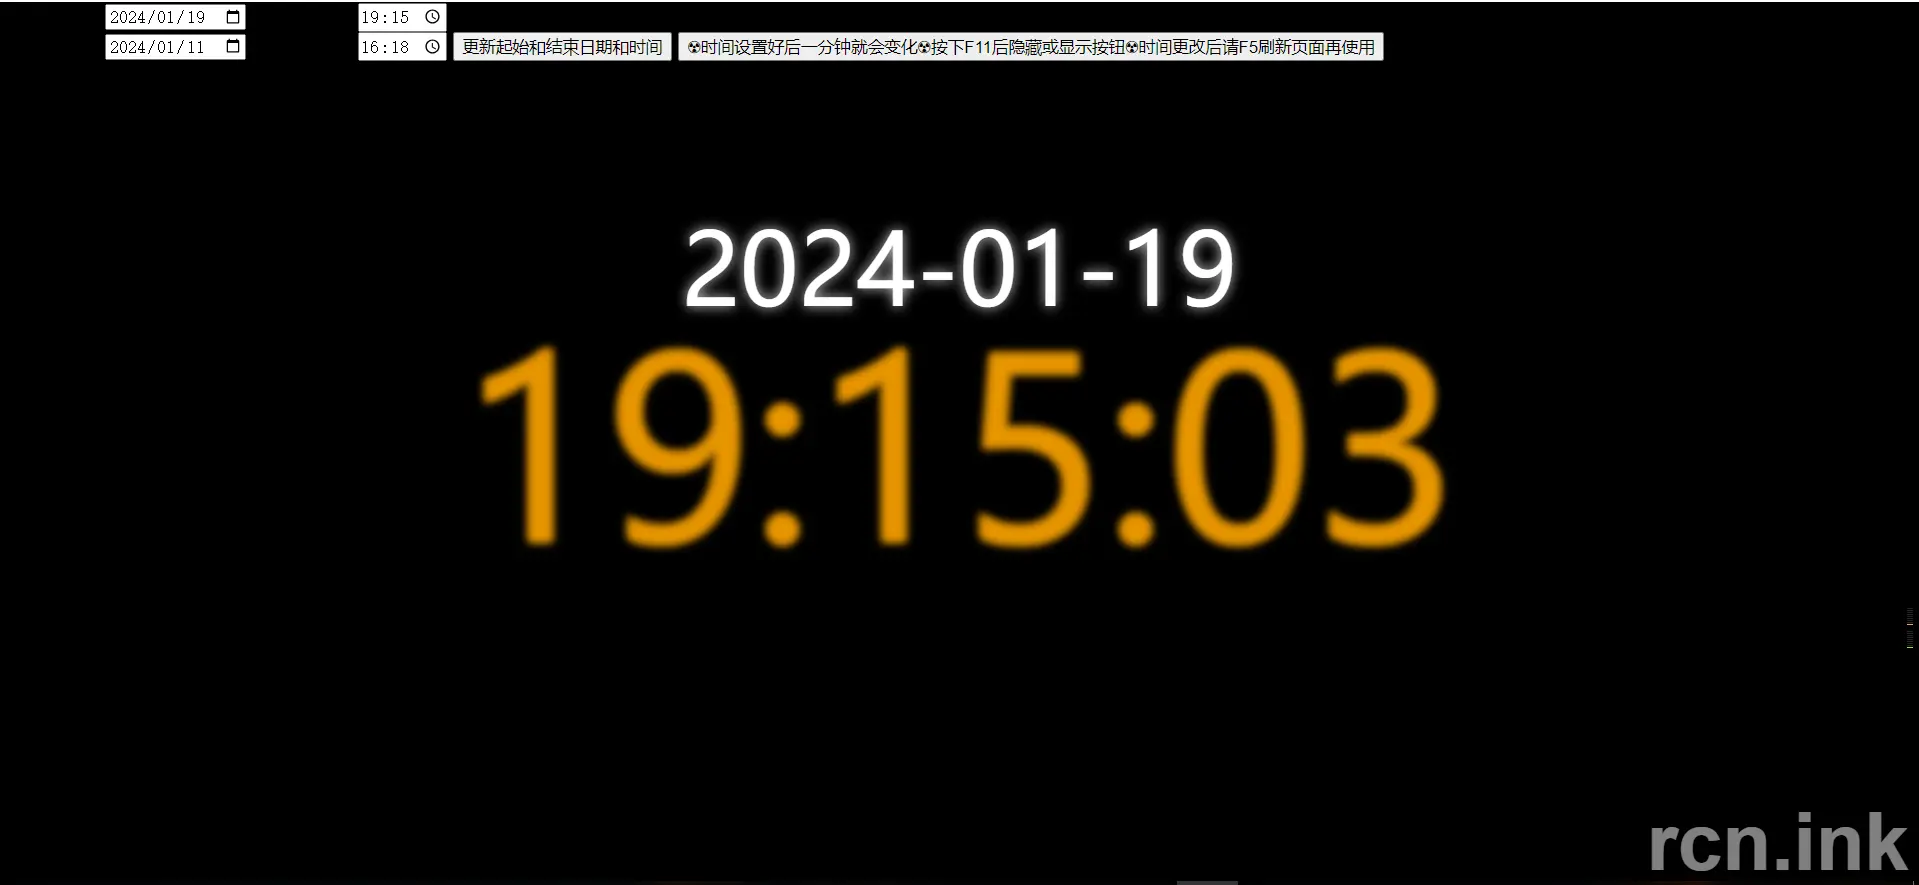 2024/01/19 19:15
2024/01/11 16:18 更新起始和结束日期和时间 ☢时间设置好后一分钟就会变化☢按下F11后隐藏或显示按钮☢时间更改后请F5刷新页面再使用
2024-01-19
19:15:03
rcn.ink